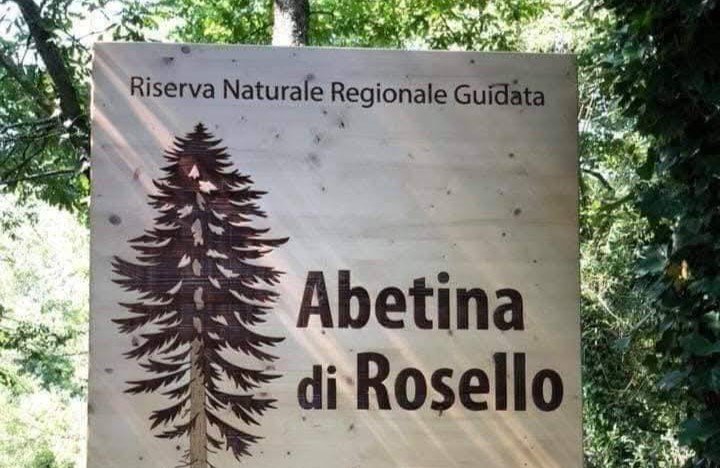 Riserva Naturale Regionale Guidata
Abetina
di Rosello